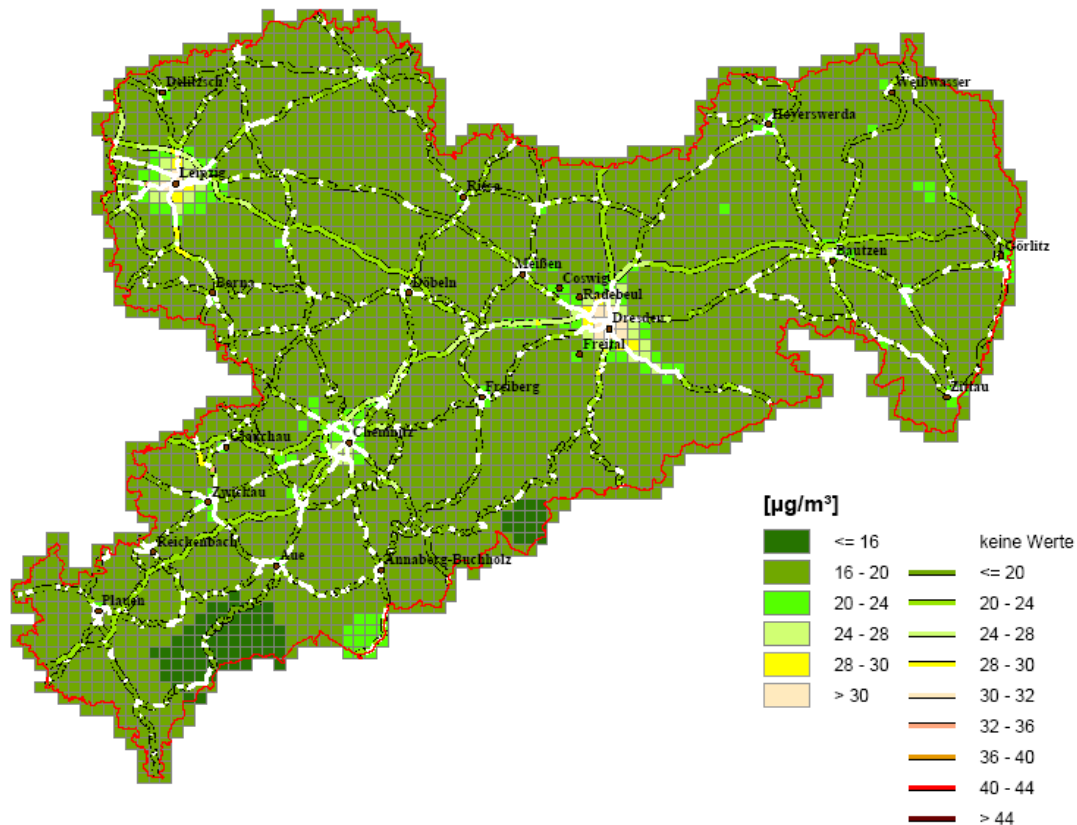 Delitzsch
Weißwasser
Hoyerswerda
Leipzig
Riesa
Görlitz
Bautzen
Meißen
Coswig
Borna
Döbeln
Radebeul
Dresden
Freital
Freiberg
Zittau
Chemnitz
Glauchau
Zwickau
Reichenbach
Aue
Annaberg-Buchholz
Plauen
[µg/m³]
<= 16 keine Werte
16 - 20 <= 20
20 - 24 20 - 24
24 - 28 24 - 28
28 - 30 28 - 30
> 30 30 - 32
32 - 36
36 - 40
40 - 44
> 44